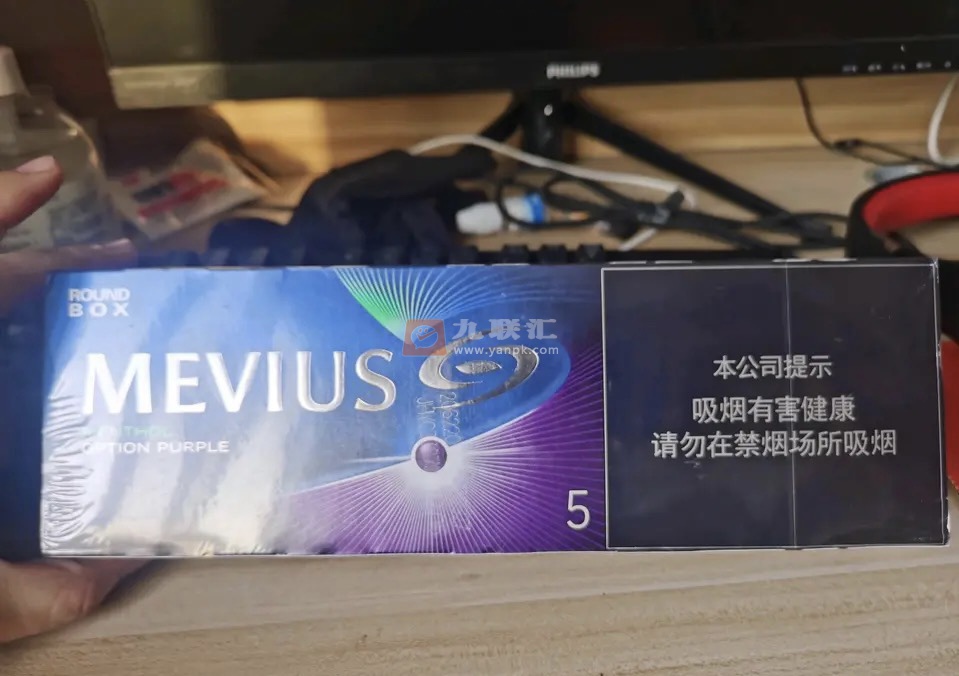 PHILIPS
ROUND
BOX
九联汇
www.yanpk.com
MEVIUS
MENTHOL
OPTION PURPLE
5
本公司提示
吸烟有害健康
请勿在禁烟场所吸烟